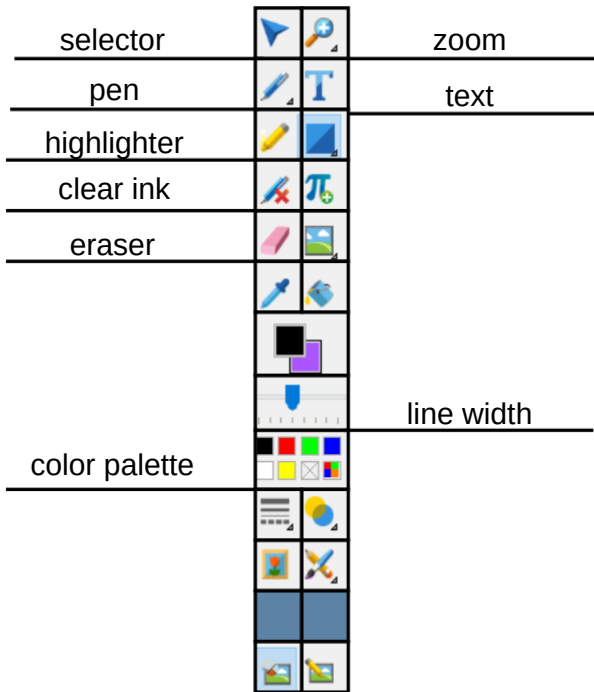 selector
zoom
pen
text
highlighter
clear ink
eraser
line width
color palette